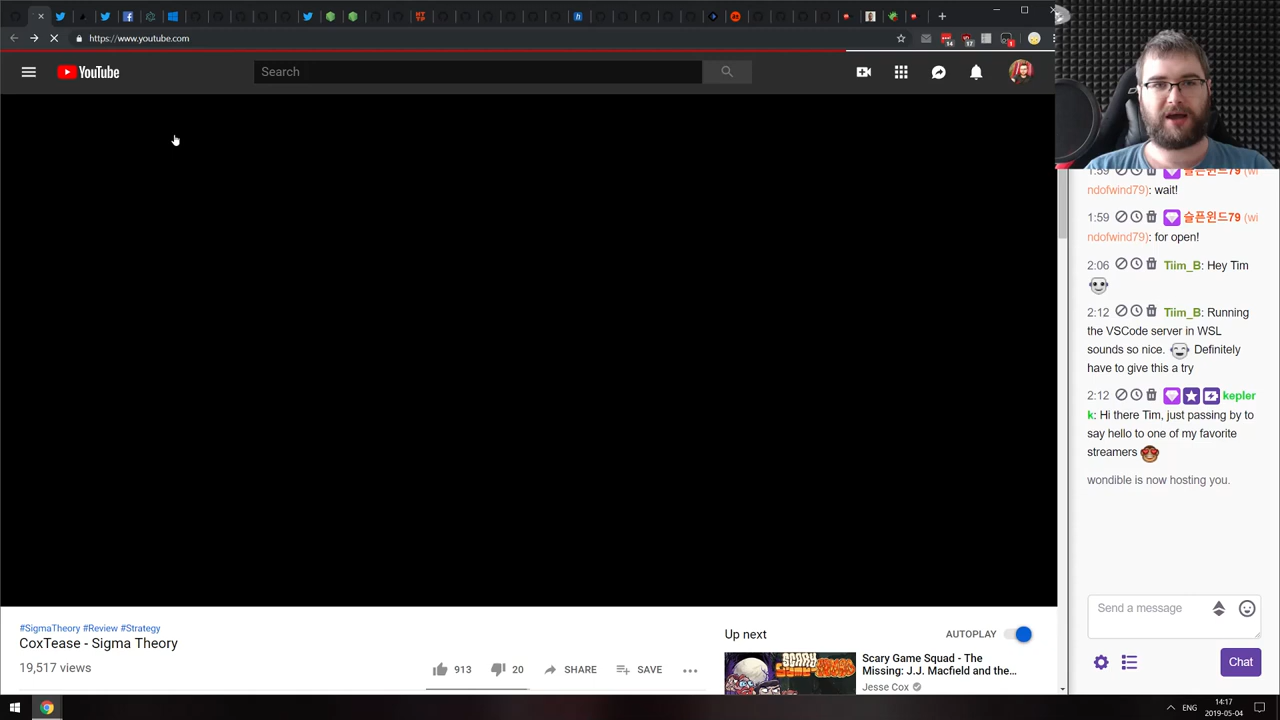 https://www.youtube.com
14
17
1
YouTube
Search
1:59 슬픈윈드79 (wi
ndofwind79): wait!
1:59 슬픈윈드79 (wi
ndofwind79): for open!
2:06 Tiim_B: Hey Tim
2:12 Tiim_B: Running
the VSCode server in WSL
sounds so nice. Definitely
have to give this a try
2:12 kepler
k: Hi there Tim, just passing by to
say hello to one of my favorite
streamers
wondible is now hosting you.
Send a message
Chat
#SigmaTheory #Review #Strategy
CoxTease - Sigma Theory
19,517 views
913
20
SHARE
SAVE
Up next
AUTOPLAY
Scary Game Squad - The
Missing: J.J. Macfield and the...
Jesse Cox
ENG
14:17
2019-05-04